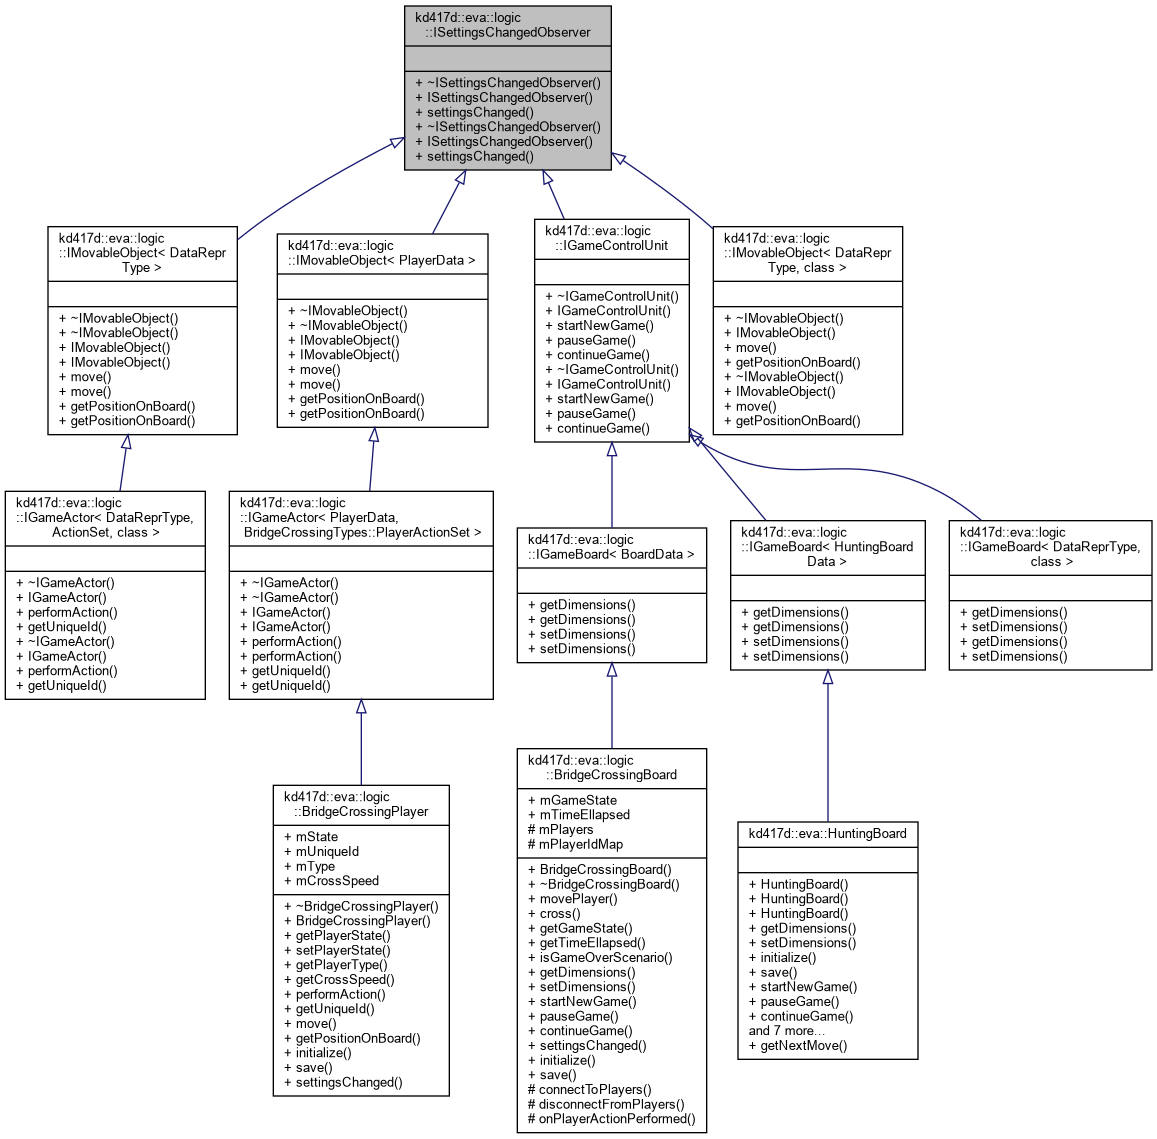 kd417d::eva::logic
::ISettingsChangedObserver
+ ~ISettingsChangedObserver()
+ ISettingsChangedObserver()
+ settingsChanged()
+ ~ISettingsChangedObserver()
+ ISettingsChangedObserver()
+ settingsChanged()
kd417d::eva::logic
::IMovableObject< DataRepr
Type >
+ ~IMovableObject()
+ ~IMovableObject()
+ IMovableObject()
+ IMovableObject()
+ move()
+ move()
+ getPositionOnBoard()
+ getPositionOnBoard()
kd417d::eva::logic
::IMovableObject< PlayerData >
+ ~IMovableObject()
+ ~IMovableObject()
+ IMovableObject()
+ IMovableObject()
+ move()
+ move()
+ getPositionOnBoard()
+ getPositionOnBoard()
kd417d::eva::logic
::IGameControlUnit
+ ~IGameControlUnit()
+ IGameControlUnit()
+ startNewGame()
+ pauseGame()
+ continueGame()
+ ~IGameControlUnit()
+ IGameControlUnit()
+ startNewGame()
+ pauseGame()
+ continueGame()
kd417d::eva::logic
::IMovableObject< DataRepr
Type, class >
+ ~IMovableObject()
+ IMovableObject()
+ move()
+ getPositionOnBoard()
+ ~IMovableObject()
+ IMovableObject()
+ move()
+ getPositionOnBoard()
kd417d::eva::logic
::IGameActor< DataReprType,
ActionSet, class >
+ ~IGameActor()
+ IGameActor()
+ performAction()
+ getUniqueId()
+ ~IGameActor()
+ IGameActor()
+ performAction()
+ getUniqueId()
kd417d::eva::logic
::IGameActor< PlayerData,
BridgeCrossingTypes::PlayerActionSet >
+ ~IGameActor()
+ ~IGameActor()
+ IGameActor()
+ IGameActor()
+ performAction()
+ performAction()
+ getUniqueId()
+ getUniqueId()
kd417d::eva::logic
::IGameBoard< BoardData >
+ getDimensions()
+ getDimensions()
+ setDimensions()
+ setDimensions()
kd417d::eva::logic
::IGameBoard< HuntingBoard
Data >
+ getDimensions()
+ getDimensions()
+ setDimensions()
+ setDimensions()
kd417d::eva::logic
::IGameBoard< DataReprType,
class >
+ getDimensions()
+ setDimensions()
+ getDimensions()
+ setDimensions()
kd417d::eva::logic
::BridgeCrossingPlayer
+ mState
+ mUniqueId
+ mType
+ mCrossSpeed
+ ~BridgeCrossingPlayer()
+ BridgeCrossingPlayer()
+ getPlayerState()
+ setPlayerState()
+ getPlayerType()
+ getCrossSpeed()
+ performAction()
+ getUniqueId()
+ move()
+ getPositionOnBoard()
+ initialize()
+ save()
+ settingsChanged()
kd417d::eva::logic
::BridgeCrossingBoard
+ mGameState
+ mTimeEllapsed
# mPlayers
# mPlayerIdMap
+ BridgeCrossingBoard()
+ ~BridgeCrossingBoard()
+ movePlayer()
+ cross()
+ getGameState()
+ getTimeEllapsed()
+ isGameOverScenario()
+ getDimensions()
+ setDimensions()
+ startNewGame()
+ pauseGame()
+ continueGame()
+ settingsChanged()
+ initialize()
+ save()
# connectToPlayers()
# disconnectFromPlayers()
# onPlayerActionPerformed()
kd417d::eva::HuntingBoard
+ HuntingBoard()
+ HuntingBoard()
+ HuntingBoard()
+ getDimensions()
+ setDimensions()
+ initialize()
+ save()
+ startNewGame()
+ pauseGame()
+ continueGame()
and 7 more...
+ getNextMove()